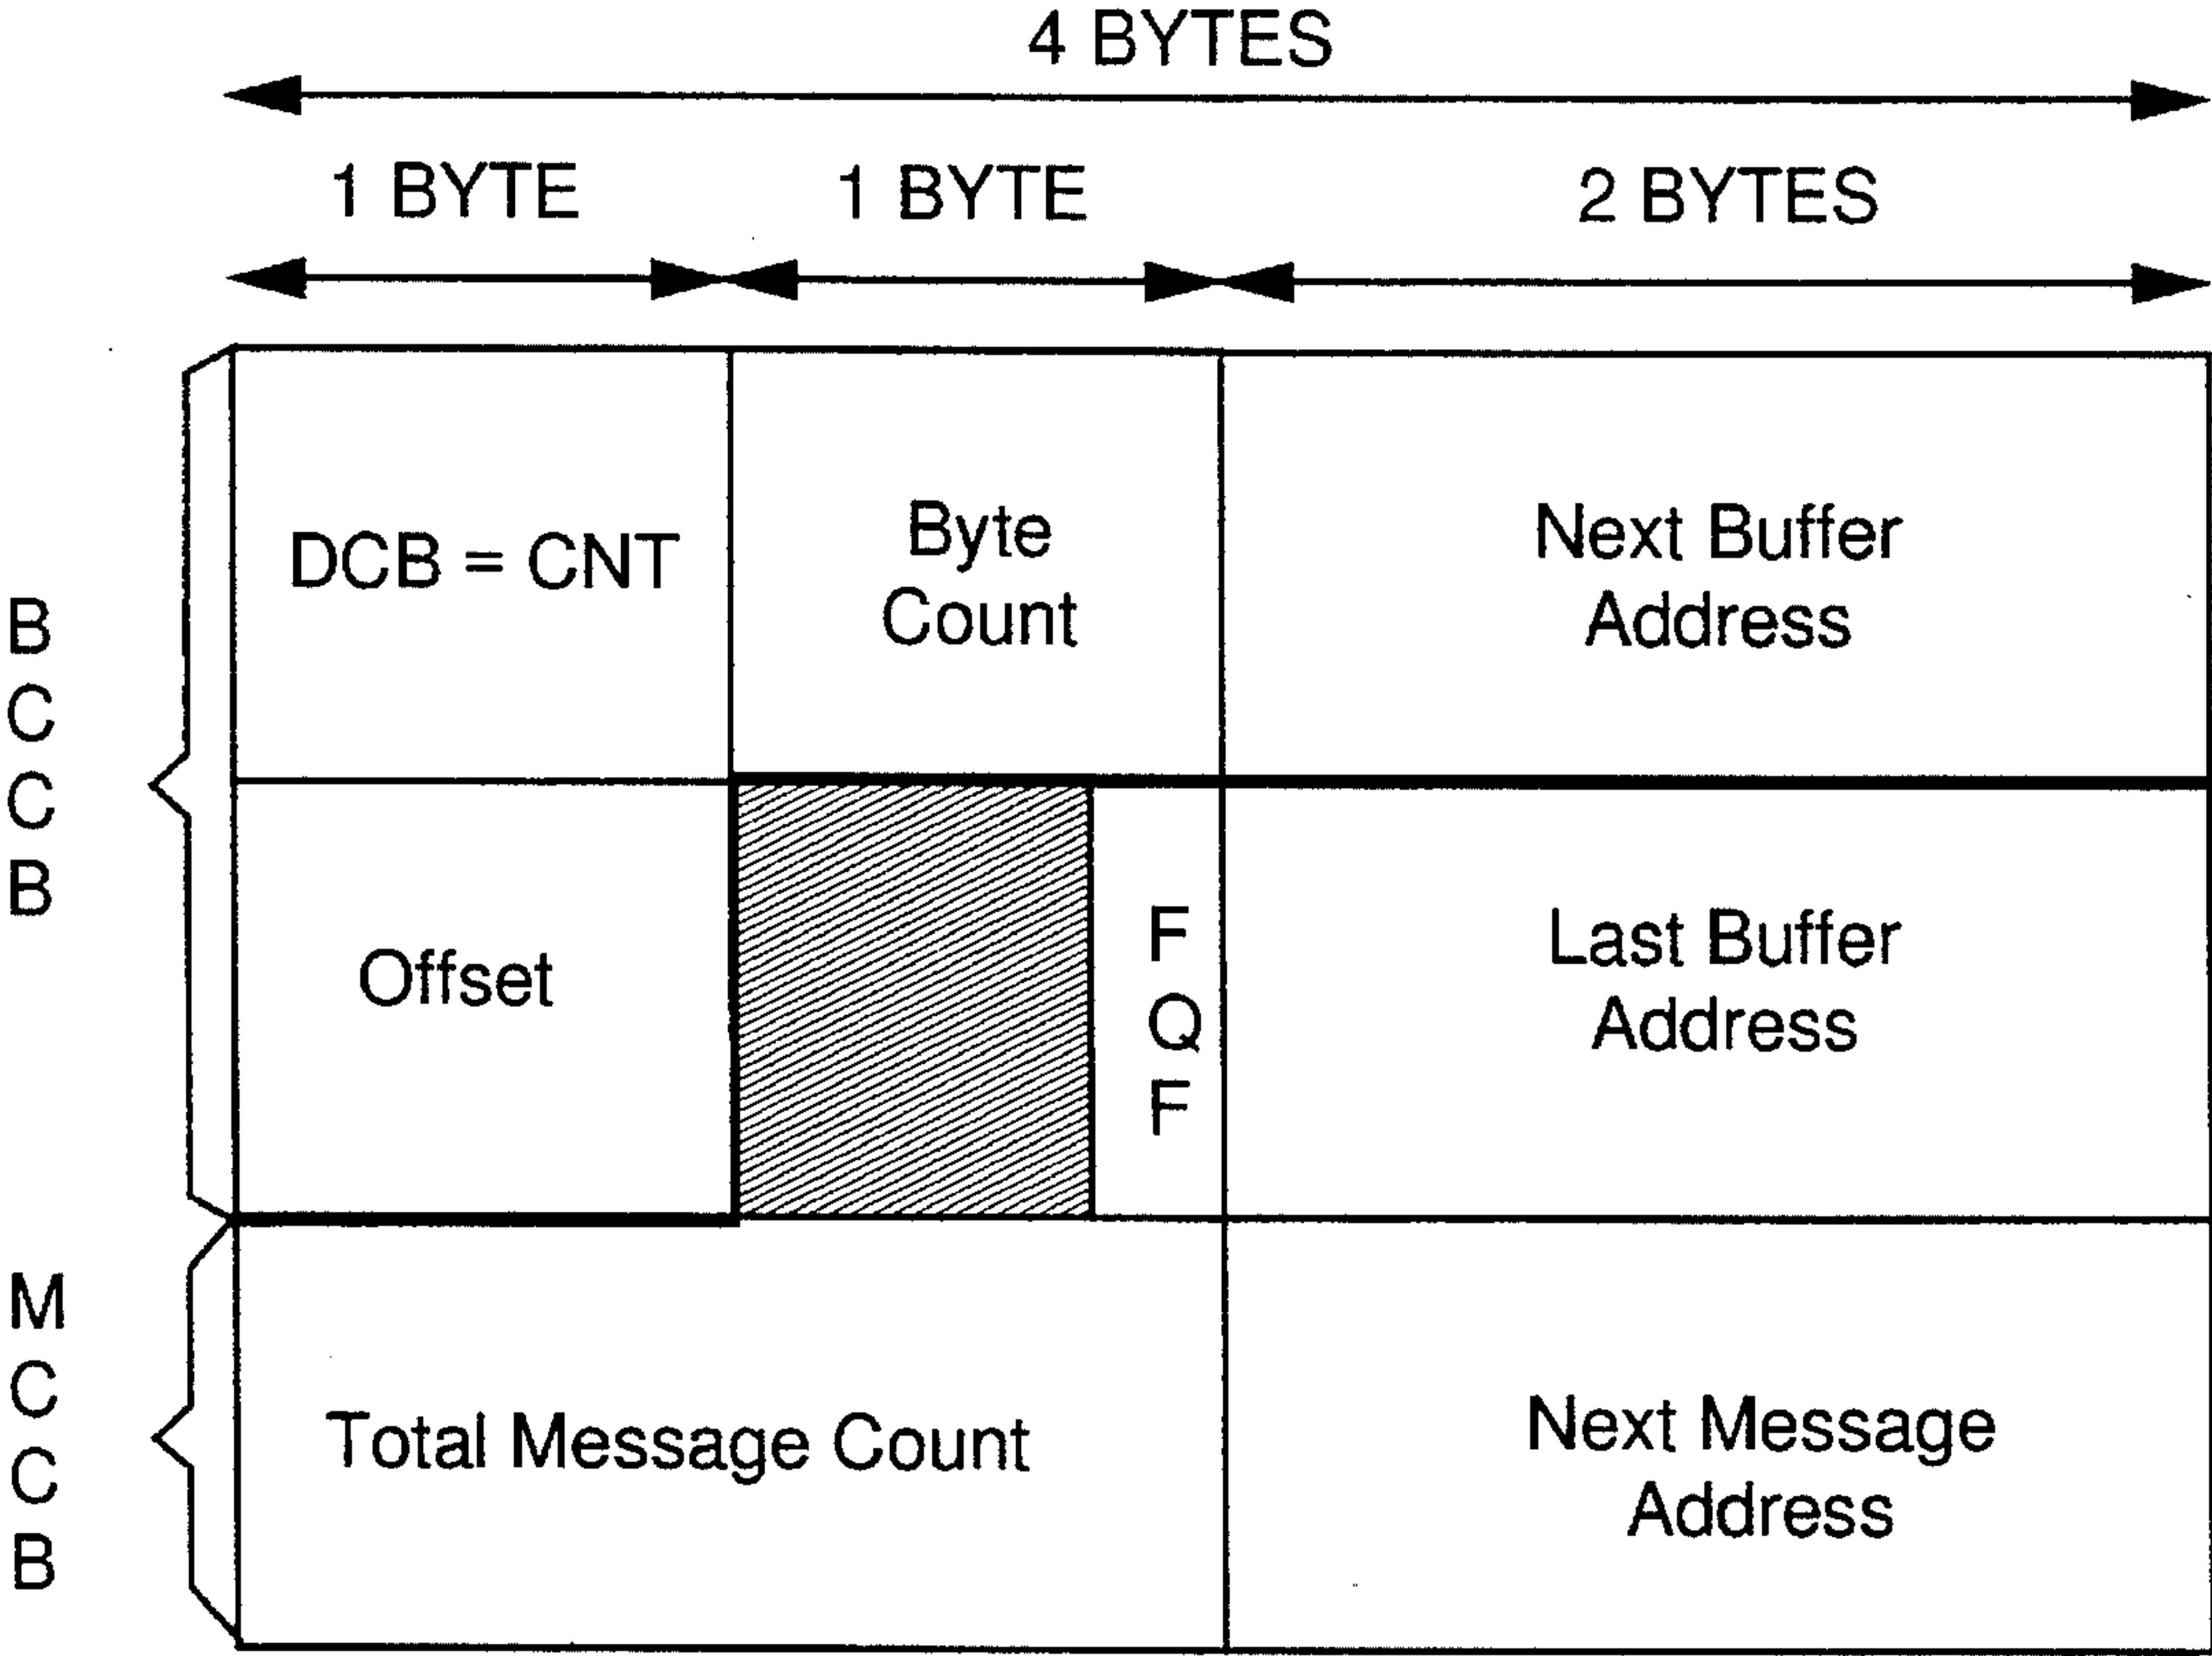 4 BYTES
1 BYTE 1 BYTE 2 BYTES
DCB = CNT
Byte
Count
Next Buffer
Address
B
C
C
B
Offset
F
Q
F
Last Buffer
Address
M
C
C
B
Total Message Count
Next Message
Address